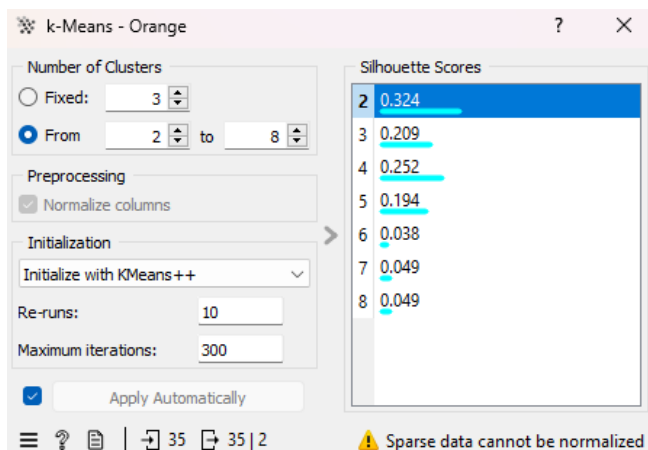 k-Means - Orange ? ×
Number of Clusters
Fixed: 3
From 2 to 8
Preprocessing
Normalize columns
Initialization
Initialize with KMeans++
Re-runs: 10
Maximum iterations: 300
Apply Automatically
Silhouette Scores
2 0.324
3 0.209
4 0.252
5 0.194
6 0.038
7 0.049
8 0.049
? 35 35 | 2
Sparse data cannot be normalized